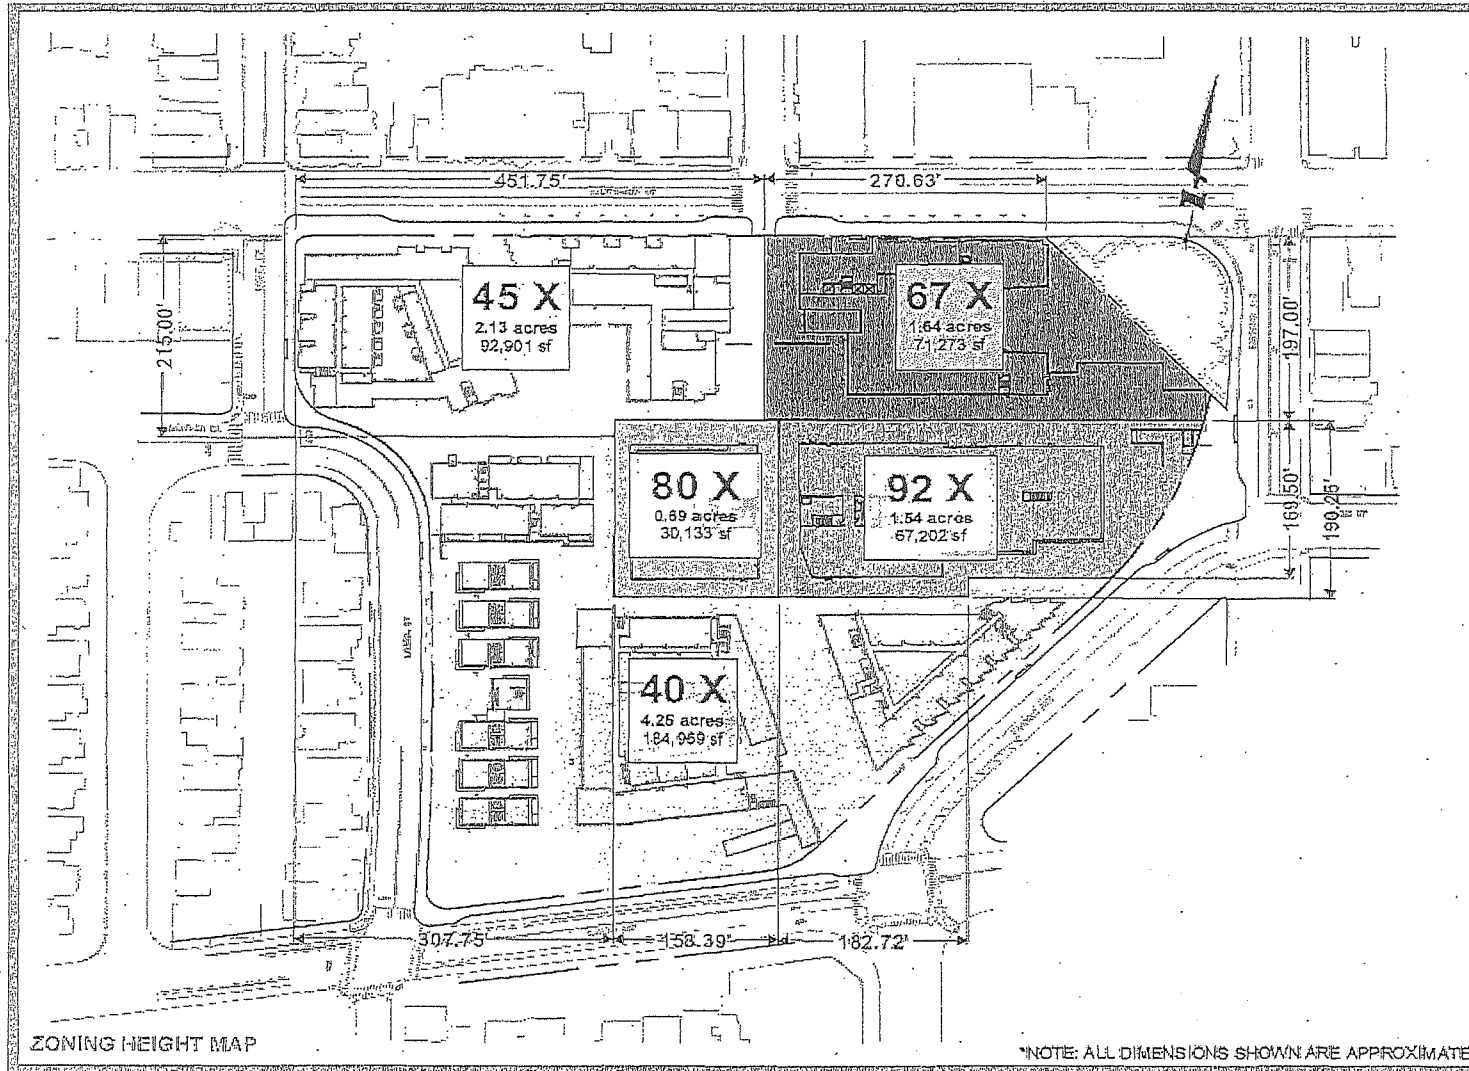 451.75'
270.63'
215.00'
197.00'
45 X
2.13 acres
92,901 sf
67 X
1.64 acres
71,273 sf
80 X
0.69 acres
30,133 sf
92 X
1.54 acres
67,202 sf
169.50'
190.25'
40 X
4.25 acres
184,969 sf
307.75'
158.39'
182.72'
ZONING HEIGHT MAP
*NOTE: ALL DIMENSIONS SHOWN ARE APPROXIMATE